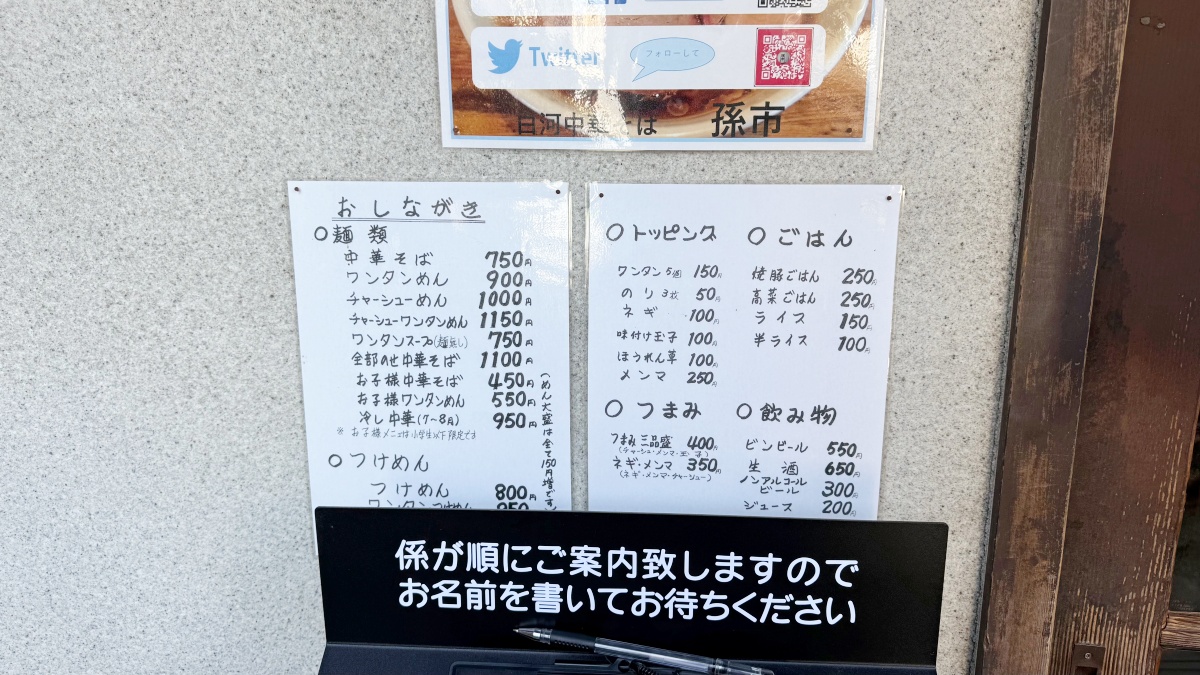 Twitter
フォローして
白河中華そば 孫市
おしながき
○麺類
中華そば 750円
ワンタンめん 900円
チャーシューめん 1000円
チャーシューワンタンめん 1150円
ワンタンスープ(麺無し) 750円
全部のせ中華そば 1100円
お子様中華そば 450円
お子様ワンタンめん 550円
冷し中華(7~8月) 950円
※ お子様メニューは小学生以下限定です
(めん大盛は全て150円増です)
○つけめん
つけめん 800円
ワンタンつけめん 950
○トッピング
ワンタン5個 150円
のり3枚 50円
ネギ 100円
味付け玉子 100円
ほうれん草 100円
メンマ 250円
○ごはん
焼豚ごはん 250円
高菜ごはん 250円
ライス 150円
半ライス 100円
○つまみ
つまみ三品盛 400円
(チャーシュー・メンマ・玉子)
ネギ・メンマ 350円
(ネギ・メンマ・チャーシュー)
○飲み物
ビンビール 550円
生酒 650円
ノンアルコール
ビール 300円
ジュース 200円
係が順にご案内致しますので
お名前を書いてお待ちください